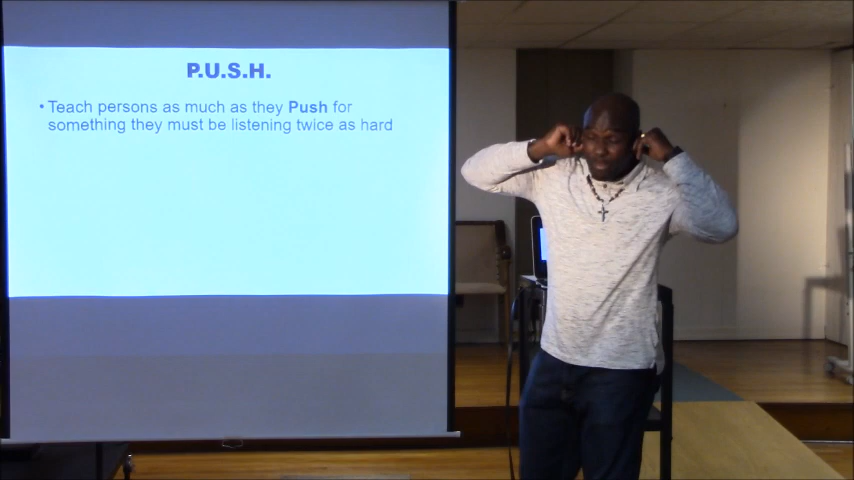 P.U.S.H.
• Teach persons as much as they Push for
something they must be listening twice as hard